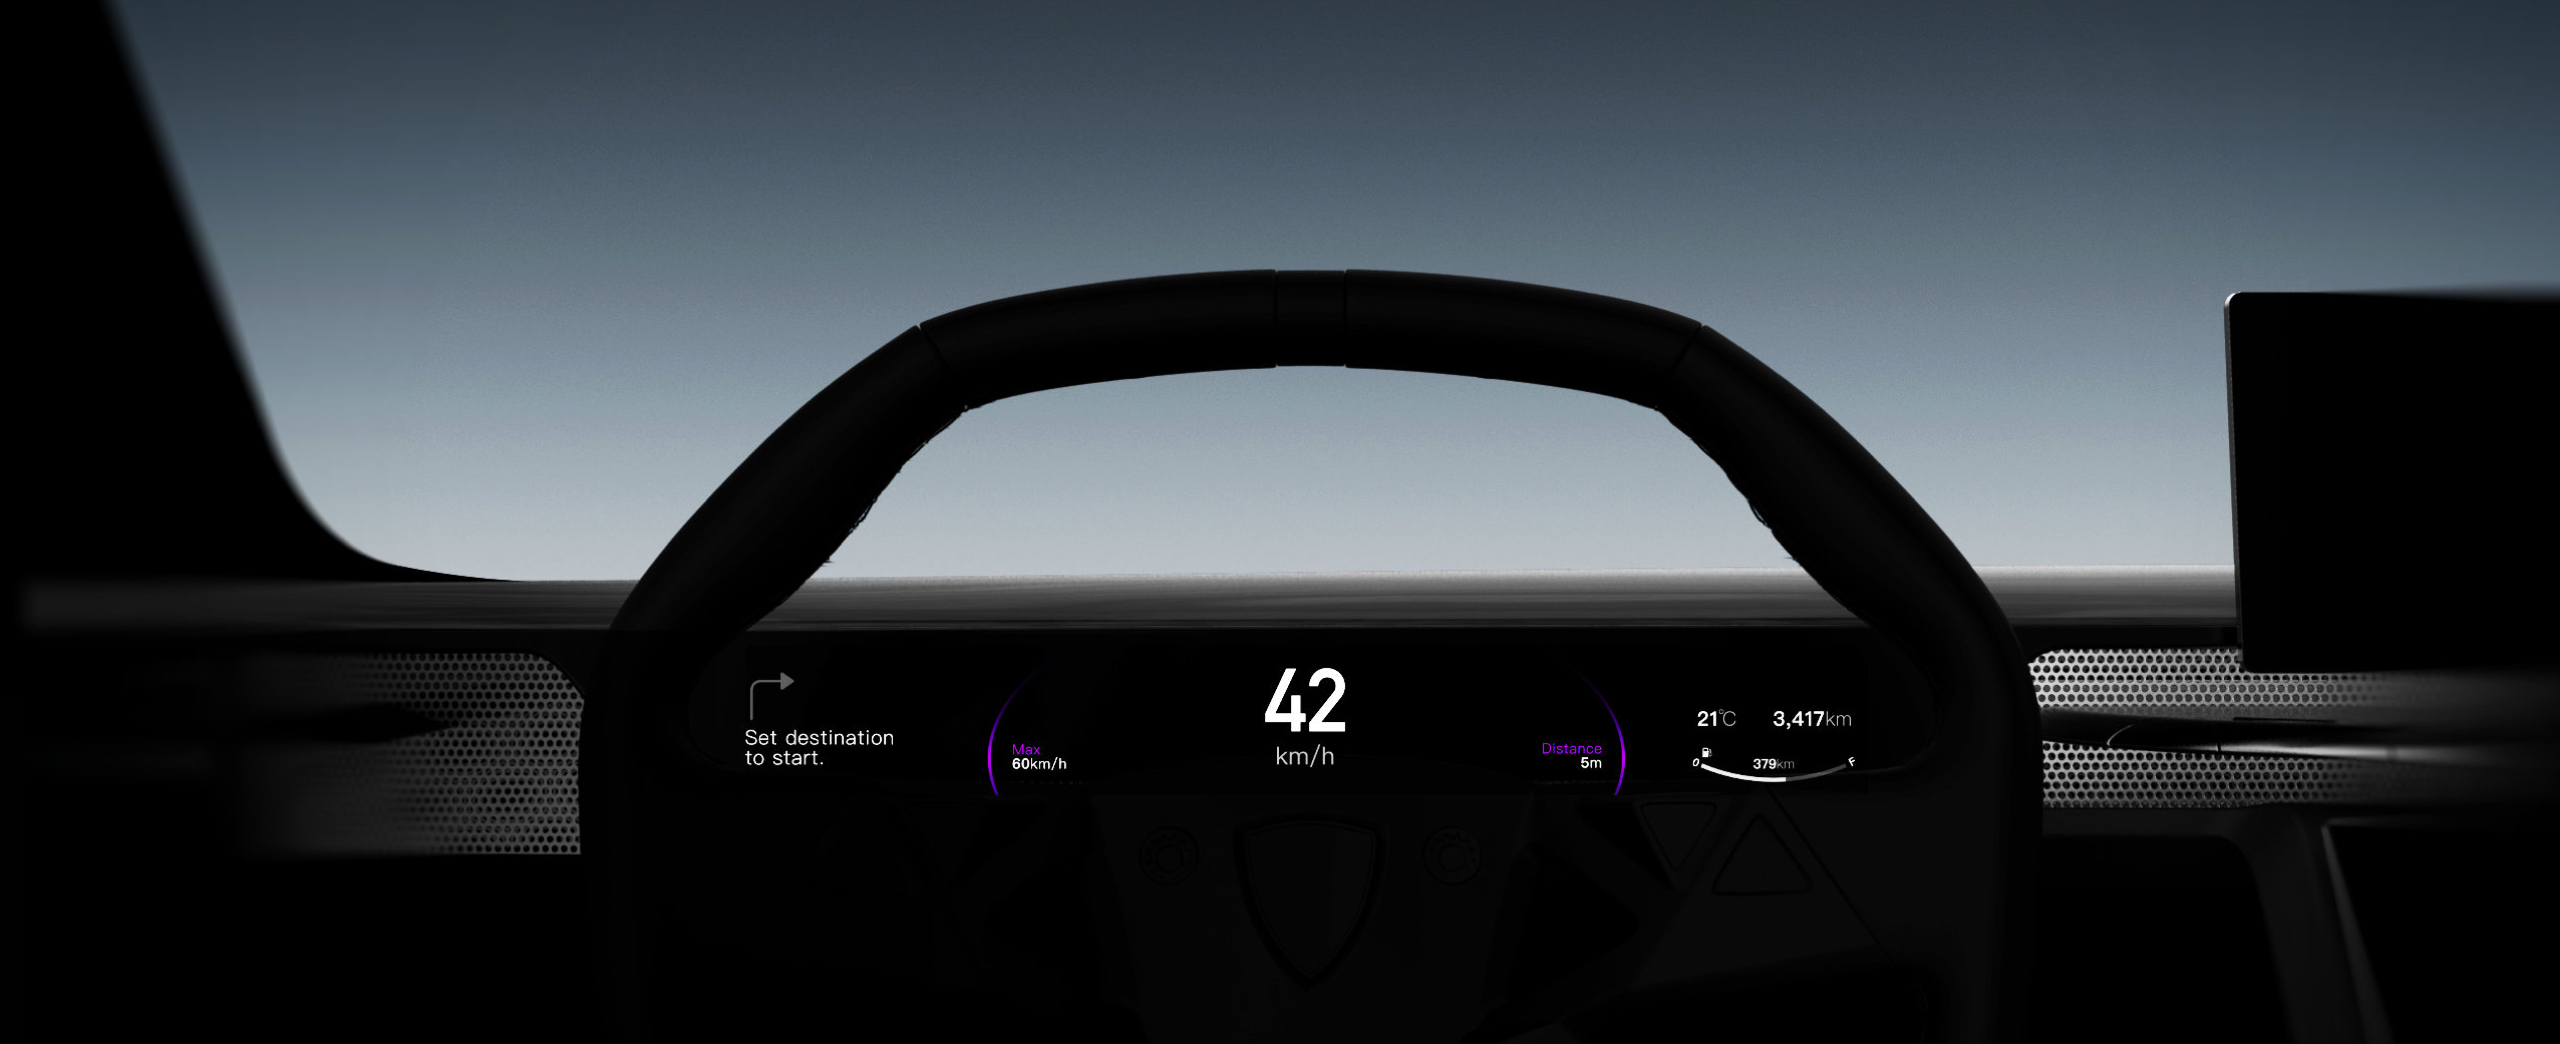 Set destination
to start.
Max
60km/h
42
km/h
Distance
5m
21°C 3,417km
0 379km F